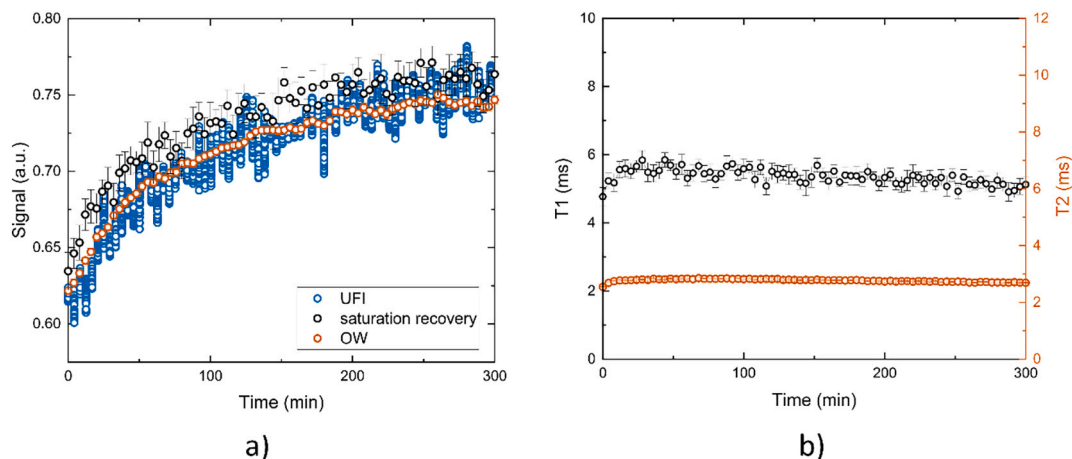 0.80
0.75
0.70
0.65
0.60
Signal (a.u.)
UFI
saturation recovery
OW
0
100
200
300
Time (min)
a)
10
8
6
4
2
0
T1 (ms)
12
10
8
6
4
2
0
T2 (ms)
0
100
200
300
Time (min)
b)